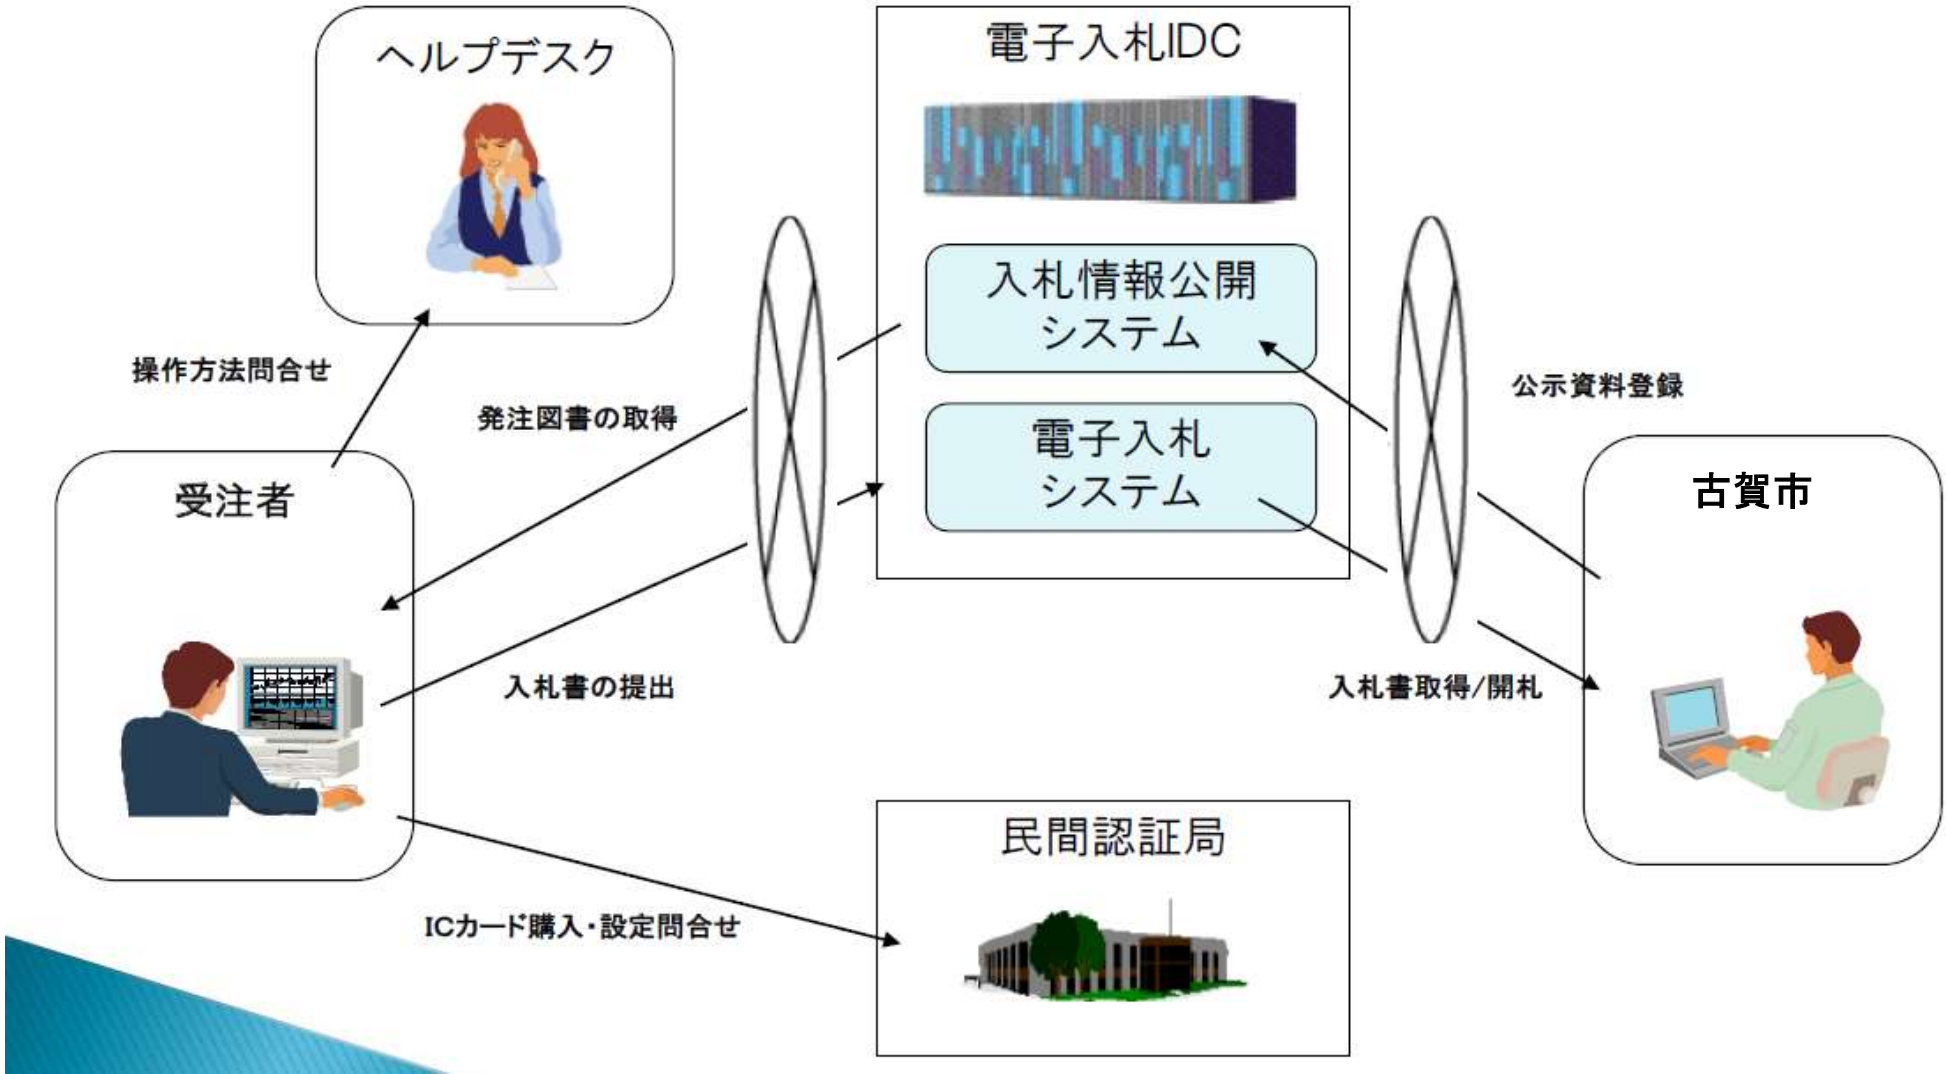 ヘルプデスク
電子入札IDC
入札情報公開
システム
操作方法問合せ
発注図書の取得
公示資料登録
電子入札
システム
受注者
古賀市
入札書の提出
入札書取得/開札
民間認証局
ICカード購入・設定問合せ